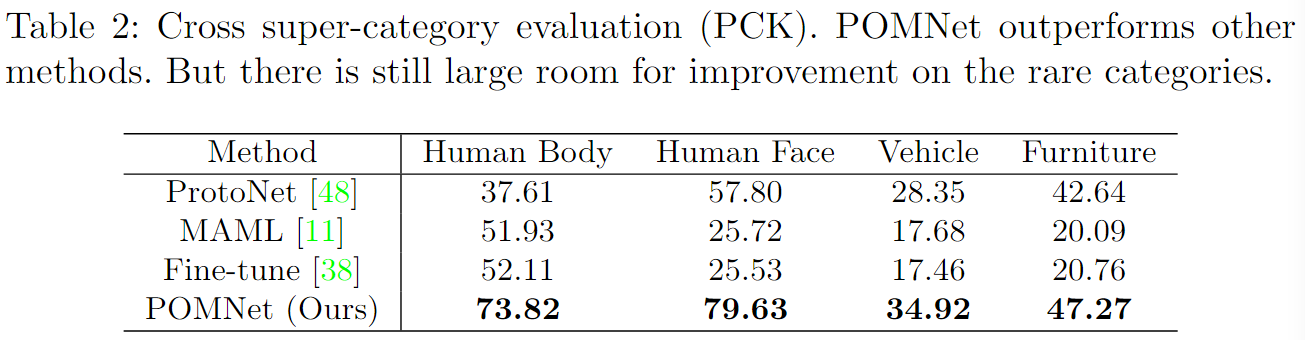 Table 2: Cross super-category evaluation (PCK). POMNet outperforms other
methods. But there is still large room for improvement on the rare categories.
Method Human Body Human Face Vehicle Furniture
ProtoNet [48] 37.61 57.80 28.35 42.64
MAML [11] 51.93 25.72 17.68 20.09
Fine-tune [38] 52.11 25.53 17.46 20.76
POMNet (Ours) 73.82 79.63 34.92 47.27